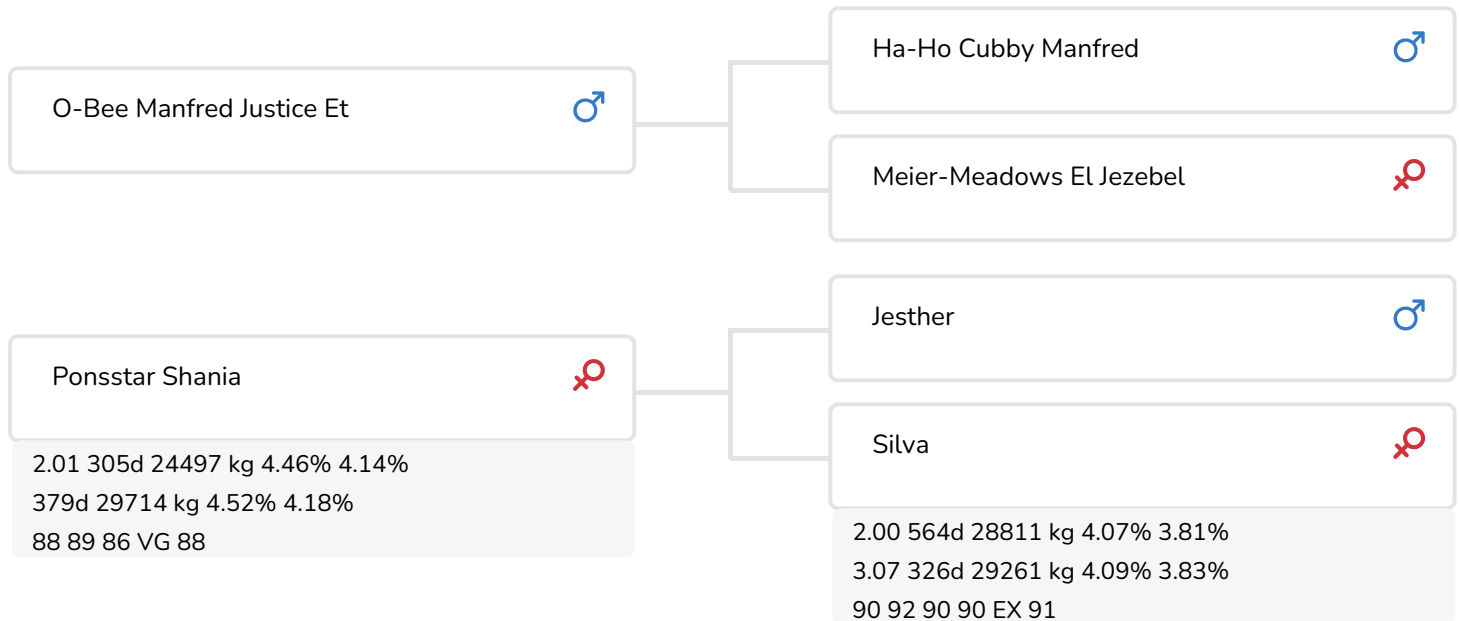 Ha-Ho Cubby Manfred
O-Bee Manfred Justice Et
Meier-Meadows El Jezebel
Jesther
Ponsstar Shania
2.01 305d 24497 kg 4.46% 4.14%
379d 29714 kg 4.52% 4.18%
88 89 86 VG 88
Silva
2.00 564d 28811 kg 4.07% 3.81%
3.07 326d 29261 kg 4.09% 3.83%
90 92 90 90 EX 91